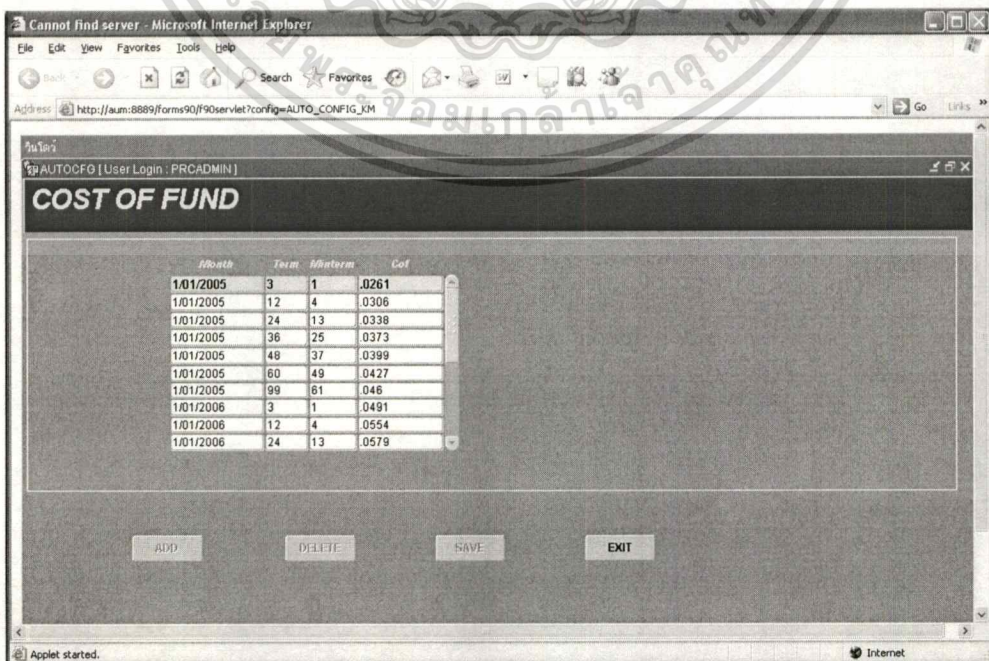 Cannot find server - Microsoft Internet Explorer
File Edit View Favorites Tools Help
Back Search Favorites
Address http://aum:8889/forms90/f90servlet?config=AUTO_CONFIG_KM Go Links »
วินโดว์
AUTOCFG [ User Login : PRCADMIN ]
COST OF FUND
Month Term Minterm Cof
1/01/2005 3 1 .0261
1/01/2005 12 4 .0306
1/01/2005 24 13 .0338
1/01/2005 36 25 .0373
1/01/2005 48 37 .0399
1/01/2005 60 49 .0427
1/01/2005 99 61 .046
1/01/2006 3 1 .0491
1/01/2006 12 4 .0554
1/01/2006 24 13 .0579
ADD DELETE SAVE EXIT
Applet started. Internet